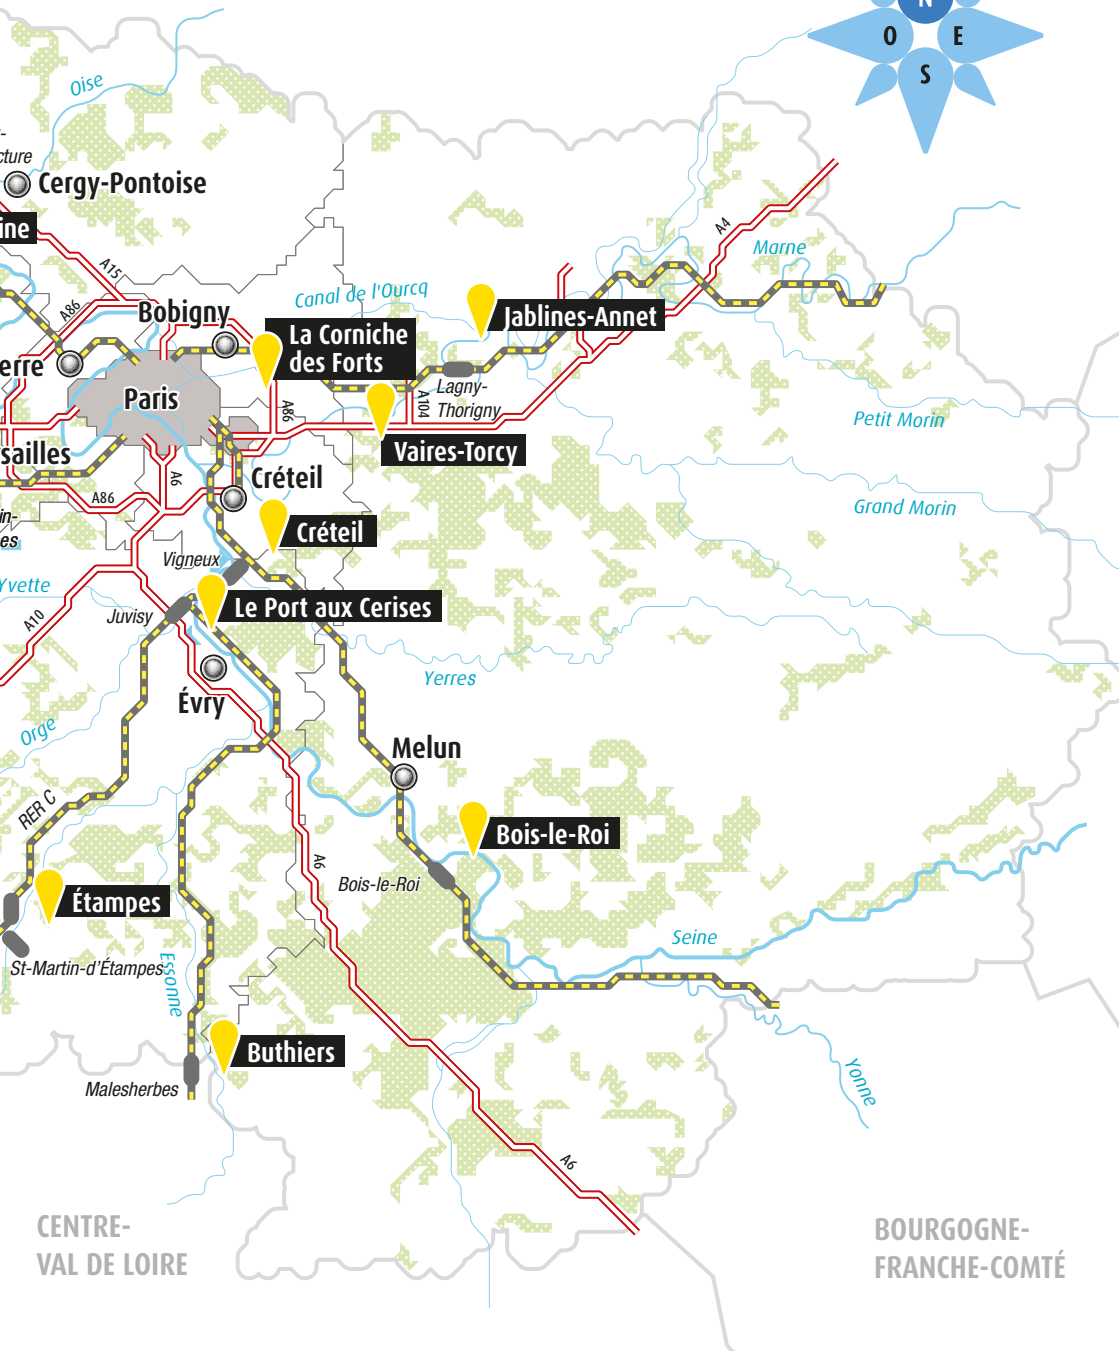 N
O
E
S
Oise
cture
Cergy-Pontoise
ine
A15
A4
Marne
A86
Bobigny
Canal de l'Ourcq
Jablines-Annet
La Corniche
des Forts
erre
Paris
A86
A104
Lagny-
Thorigny
Petit Morin
Vaires-Torcy
sailles
A6
Créteil
A86
Grand Morin
in-
es
Créteil
Vigneux
Yvette
Le Port aux Cerises
Juvisy
A10
Yerres
Évry
Orge
Melun
RER C
Bois-le-Roi
A6
Bois-le-Roi
Étampes
Seine
St-Martin-d'Étampes
Essonne
Buthiers
Malesherbes
Yonne
A6
CENTRE-
VAL DE LOIRE
BOURGOGNE-
FRANCHE-COMTÉ